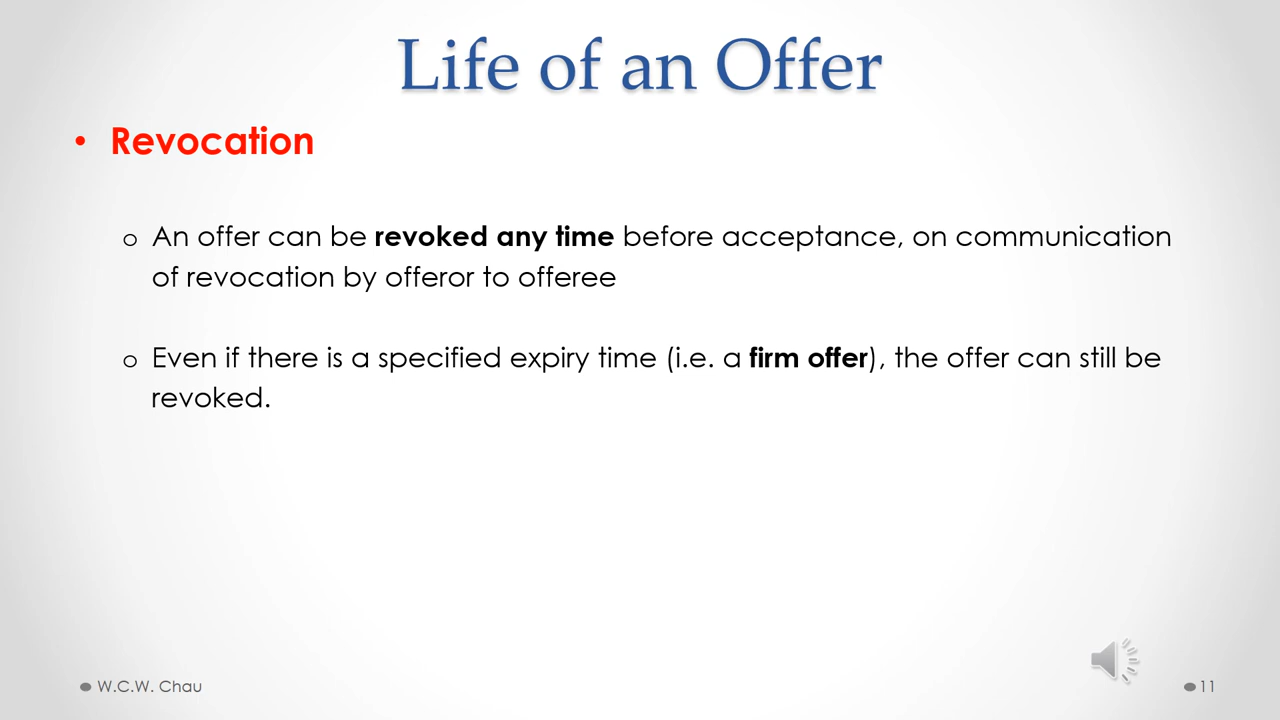 Life of an Offer
• Revocation
o An offer can be revoked any time before acceptance, on communication
of revocation by offeror to offeree
o Even if there is a specified expiry time (i.e. a firm offer), the offer can still be
revoked.
W.C.W. Chau
11